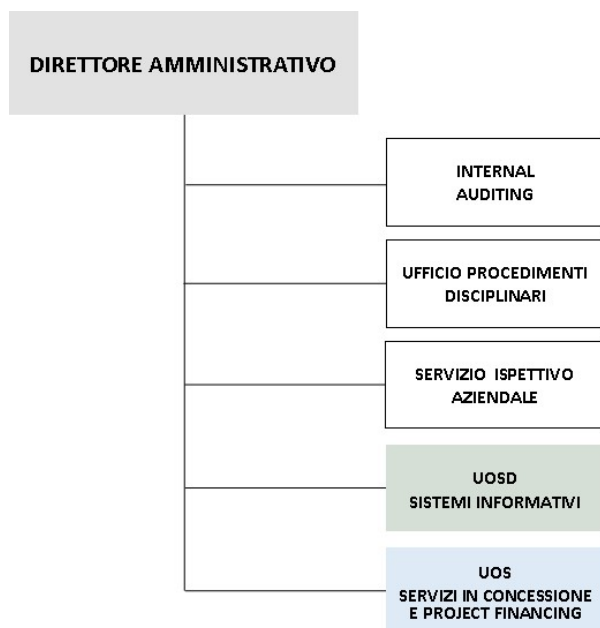 DIRETTORE AMMINISTRATIVO
INTERNAL
AUDITING
UFFICIO PROCEDIMENTI
DISCIPLINARI
SERVIZIO ISPETTIVO
AZIENDALE
UOSD
SISTEMI INFORMATIVI
UOS
SERVIZI IN CONCESSIONE
E PROJECT FINANCING